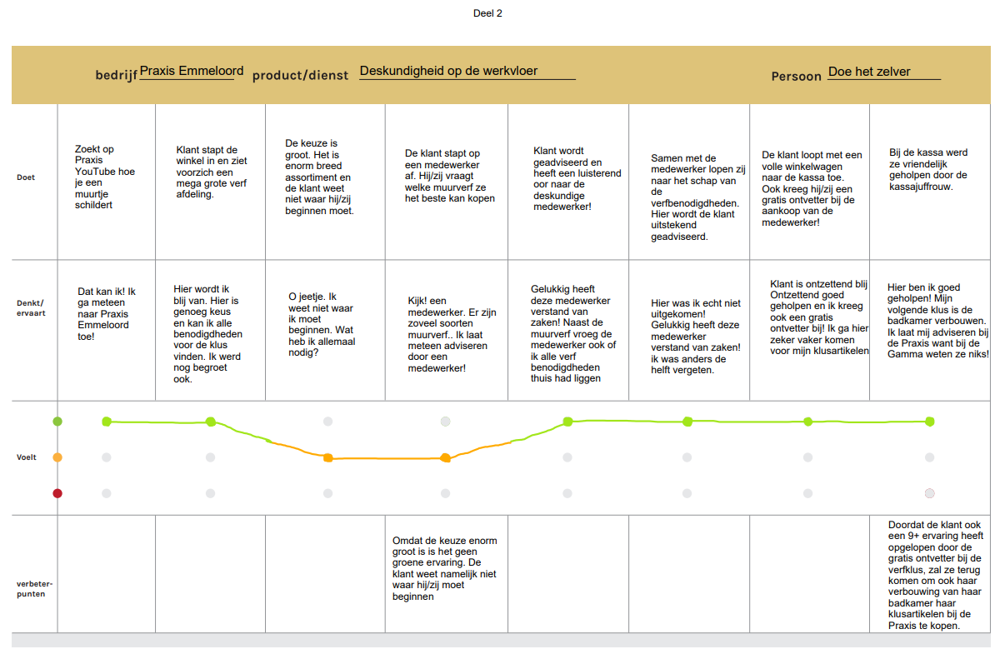 Deel 2
bedrijf Praxis Emmeloord product/dienst Deskundigheid op de werkvloer Persoon Doe het zelver
Doet
Zoekt op
Praxis
YouTube hoe
je een
muurtje
schildert
Klant stapt de
winkel in en ziet
voorzich een
mega grote verf
afdeling.
De keuze is
groot. Het is
enorm breed
assortiment en
de klant weet
niet waar hij/zij
beginnen moet.
De klant stapt op
een medewerker
af. Hij/zij vraagt
welke muurverf ze
het beste kan kopen
Klant wordt
geadviseerd en
heeft een luisterend
oor naar de
deskundige
medewerker!
Samen met de
medewerker lopen zij
naar het schap van
de
verfbenodigdheden.
Hier wordt de klant
uitstekend
geadviseerd.
De klant loopt met een
volle winkelwagen
naar de kassa toe.
Ook kreeg hij/zij een
gratis ontvetter bij de
aankoop van de
medewerker!
Bij de kassa werd
ze vriendelijk
geholpen door de
kassajuffrouw.
Denkt/
ervaart
Dat kan ik! Ik
ga meteen
naar Praxis
Emmeloord
toe!
Hier wordt ik
blij van. Hier is
genoeg keus
en kan ik alle
benodigdheden
voor de klus
vinden. Ik werd
nog begroet
ook.
O jeetje. Ik
weet niet waar
ik moet
beginnen. Wat
heb ik allemaal
nodig?
Kijk! een
medewerker. Er zijn
zoveel soorten
muurverf.. Ik laat
meteen adviseren
door een
medewerker!
Gelukkig heeft
deze medewerker
verstand van
zaken! Naast de
muurverf vroeg de
medewerker ook of
ik alle verf
benodigdheden
thuis had liggen
Hier was ik echt niet
uitgekomen!
Gelukkig heeft deze
medewerker
verstand van zaken!
ik was anders de
helft vergeten.
Klant is ontzettend blij
Ontzettend goed
geholpen en ik kreeg
ook een gratis
ontvetter bij! Ik ga hier
zeker vaker komen
voor mijn klusartikelen
Hier ben ik goed
geholpen! Mijn
volgende klus is de
badkamer verbouwen.
Ik laat mij adviseren bij
de Praxis want bij de
Gamma weten ze niks!
Voelt
verbeter-
punten
Omdat de keuze enorm
groot is is het geen
groene ervaring. De
klant weet namelijk niet
waar hij/zij moet
beginnen
Doordat de klant ook
een 9+ ervaring heeft
opgelopen door de
gratis ontvetter bij de
verfklus, zal ze terug
komen om ook haar
verbouwing van haar
badkamer haar
klusartikelen bij de
Praxis te kopen.